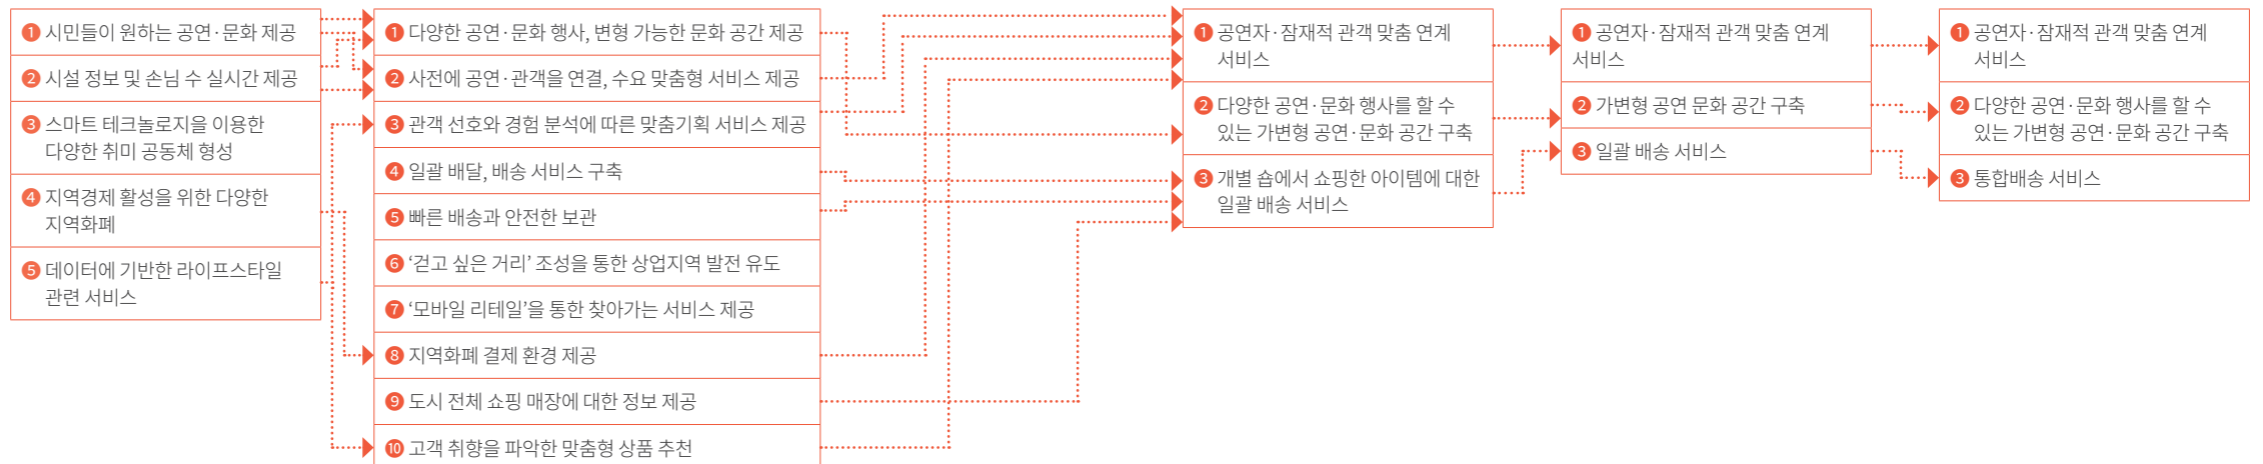 ❶ 시민들이 원하는 공연·문화 제공
❷ 시설 정보 및 손님 수 실시간 제공
❸ 스마트 테크놀로지을 이용한
다양한 취미 공동체 형성
❹ 지역경제 활성을 위한 다양한
지역화폐
❺ 데이터에 기반한 라이프스타일
관련 서비스
❶ 다양한 공연·문화 행사, 변형 가능한 문화 공간 제공
❷ 사전에 공연·관객을 연결, 수요 맞춤형 서비스 제공
❸ 관객 선호와 경험 분석에 따른 맞춤기획 서비스 제공
❹ 일괄 배달, 배송 서비스 구축
❺ 빠른 배송과 안전한 보관
❻ ‘걷고 싶은 거리’ 조성을 통한 상업지역 발전 유도
❼ ‘모바일 리테일’을 통한 찾아가는 서비스 제공
❽ 지역화폐 결제 환경 제공
❾ 도시 전체 쇼핑 매장에 대한 정보 제공
❿ 고객 취향을 파악한 맞춤형 상품 추천
❶ 공연자·잠재적 관객 맞춤 연계
서비스
❷ 다양한 공연·문화 행사를 할 수
있는 가변형 공연·문화 공간 구축
❸ 개별 숍에서 쇼핑한 아이템에 대한
일괄 배송 서비스
❶ 공연자·잠재적 관객 맞춤 연계
서비스
❷ 가변형 공연 문화 공간 구축
❸ 일괄 배송 서비스
❶ 공연자·잠재적 관객 맞춤 연계
서비스
❷ 다양한 공연·문화 행사를 할 수
있는 가변형 공연·문화 공간 구축
❸ 통합배송 서비스